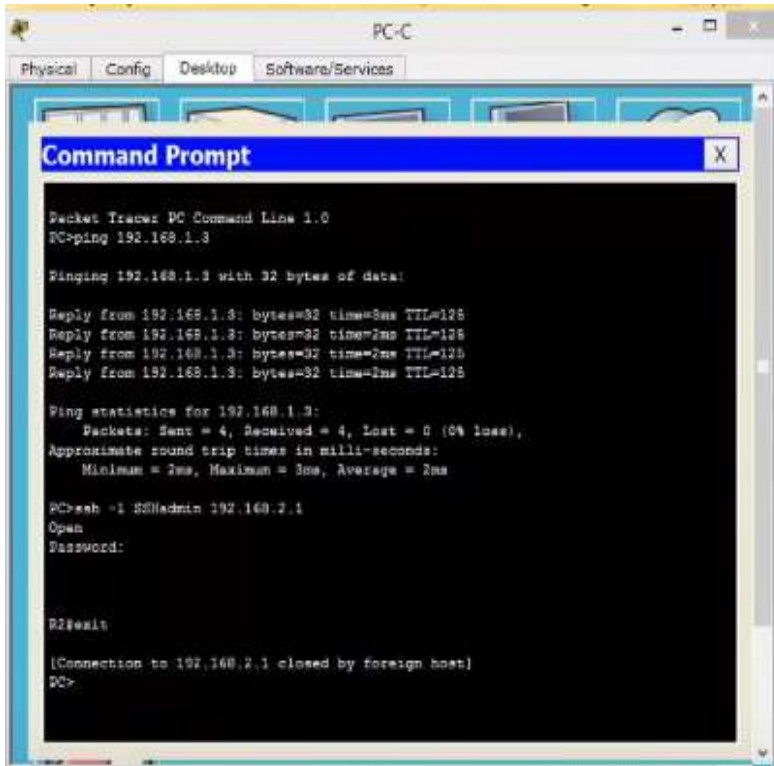 PC-C
Physical Config Desktop Software/Services
Command Prompt X
Packet Tracer PC Command Line 1.0
PC>ping 192.168.1.3
Pinging 192.168.1.3 with 32 bytes of data:
Reply from 192.168.1.3: bytes=32 time=3ms TTL=125
Reply from 192.168.1.3: bytes=32 time=2ms TTL=125
Reply from 192.168.1.3: bytes=32 time=2ms TTL=125
Reply from 192.168.1.3: bytes=32 time=2ms TTL=125
Ping statistics for 192.168.1.3:
Packets: Sent = 4, Received = 4, Lost = 0 (0% loss),
Approximate round trip times in milli-seconds:
Minimum = 2ms, Maximum = 3ms, Average = 2ms
PC>ssh -l SSHadmin 192.168.2.1
Open
Password:
R2#exit
[Connection to 192.168.2.1 closed by foreign host]
PC>